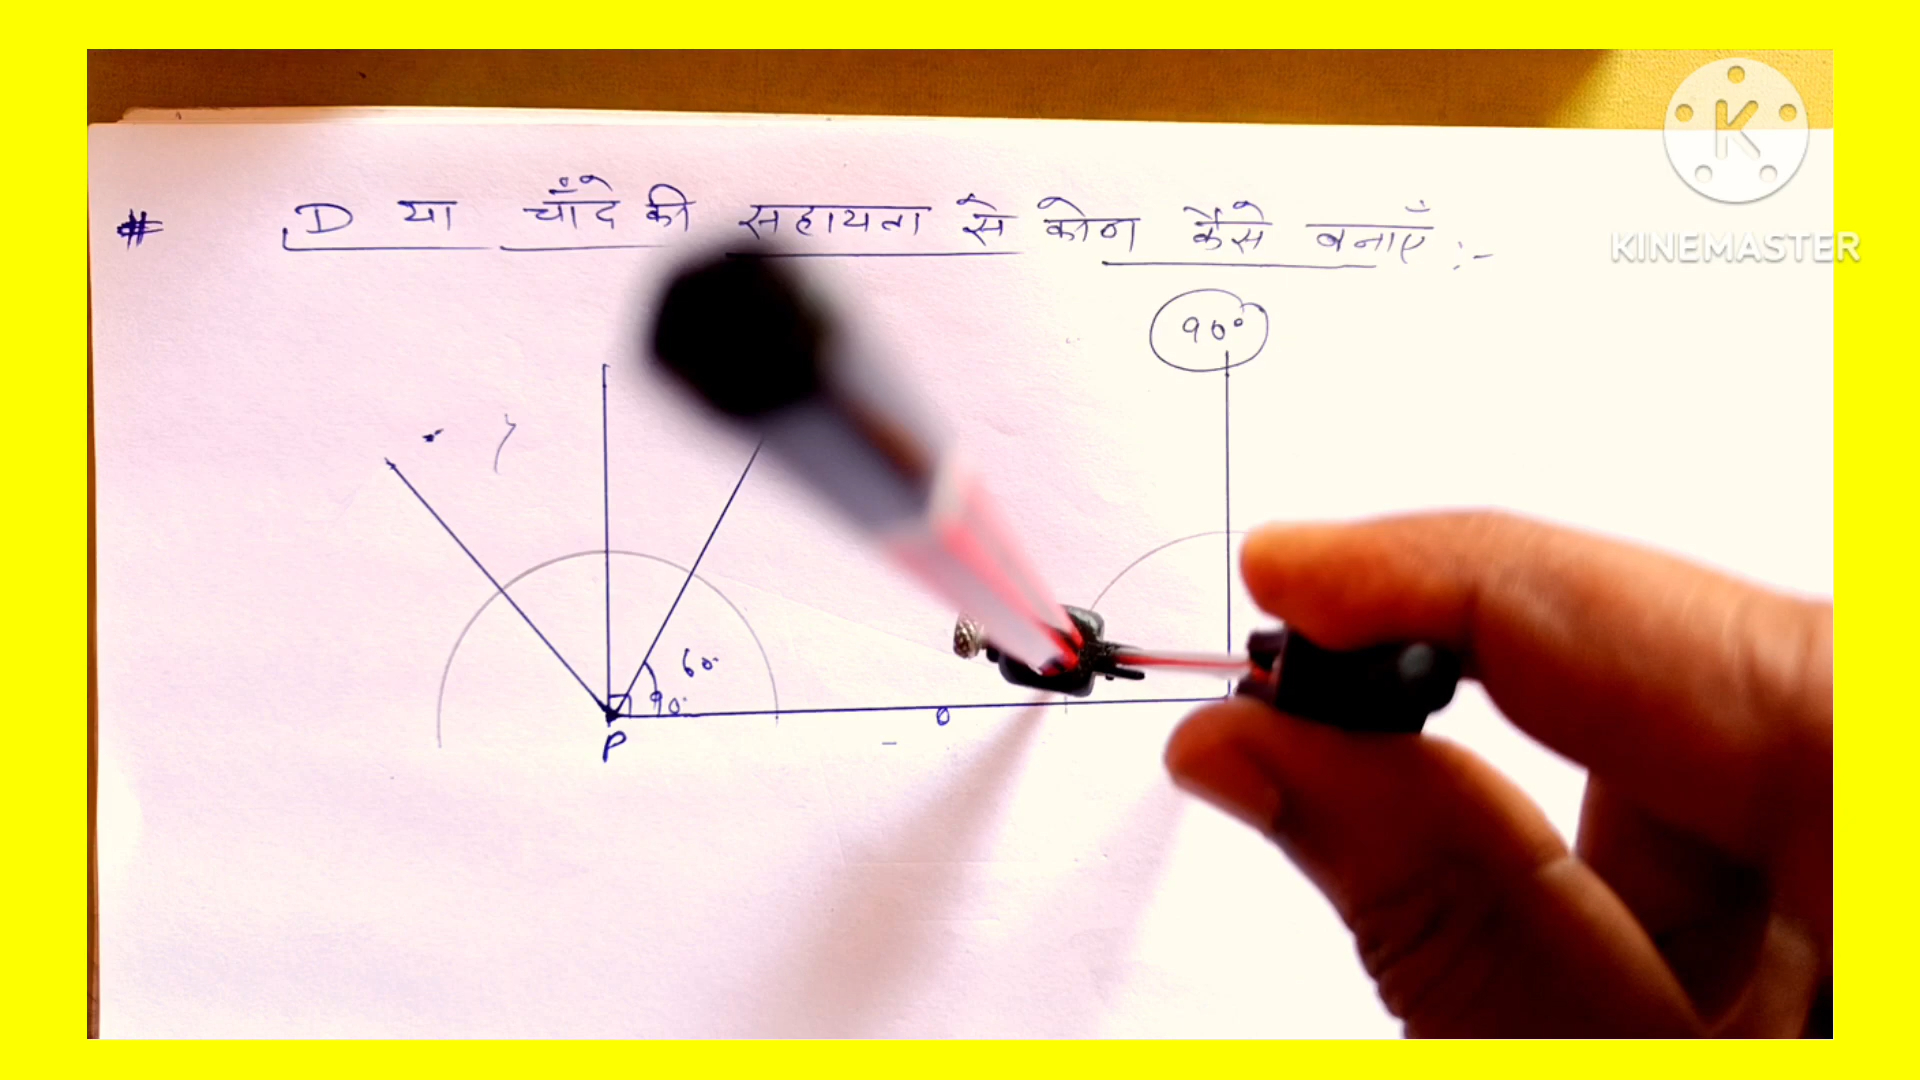 # D या चाँदे की सहायता से कोण कैसे बनाएँ :-
K
KINEMASTER
90°
60°
90°
P